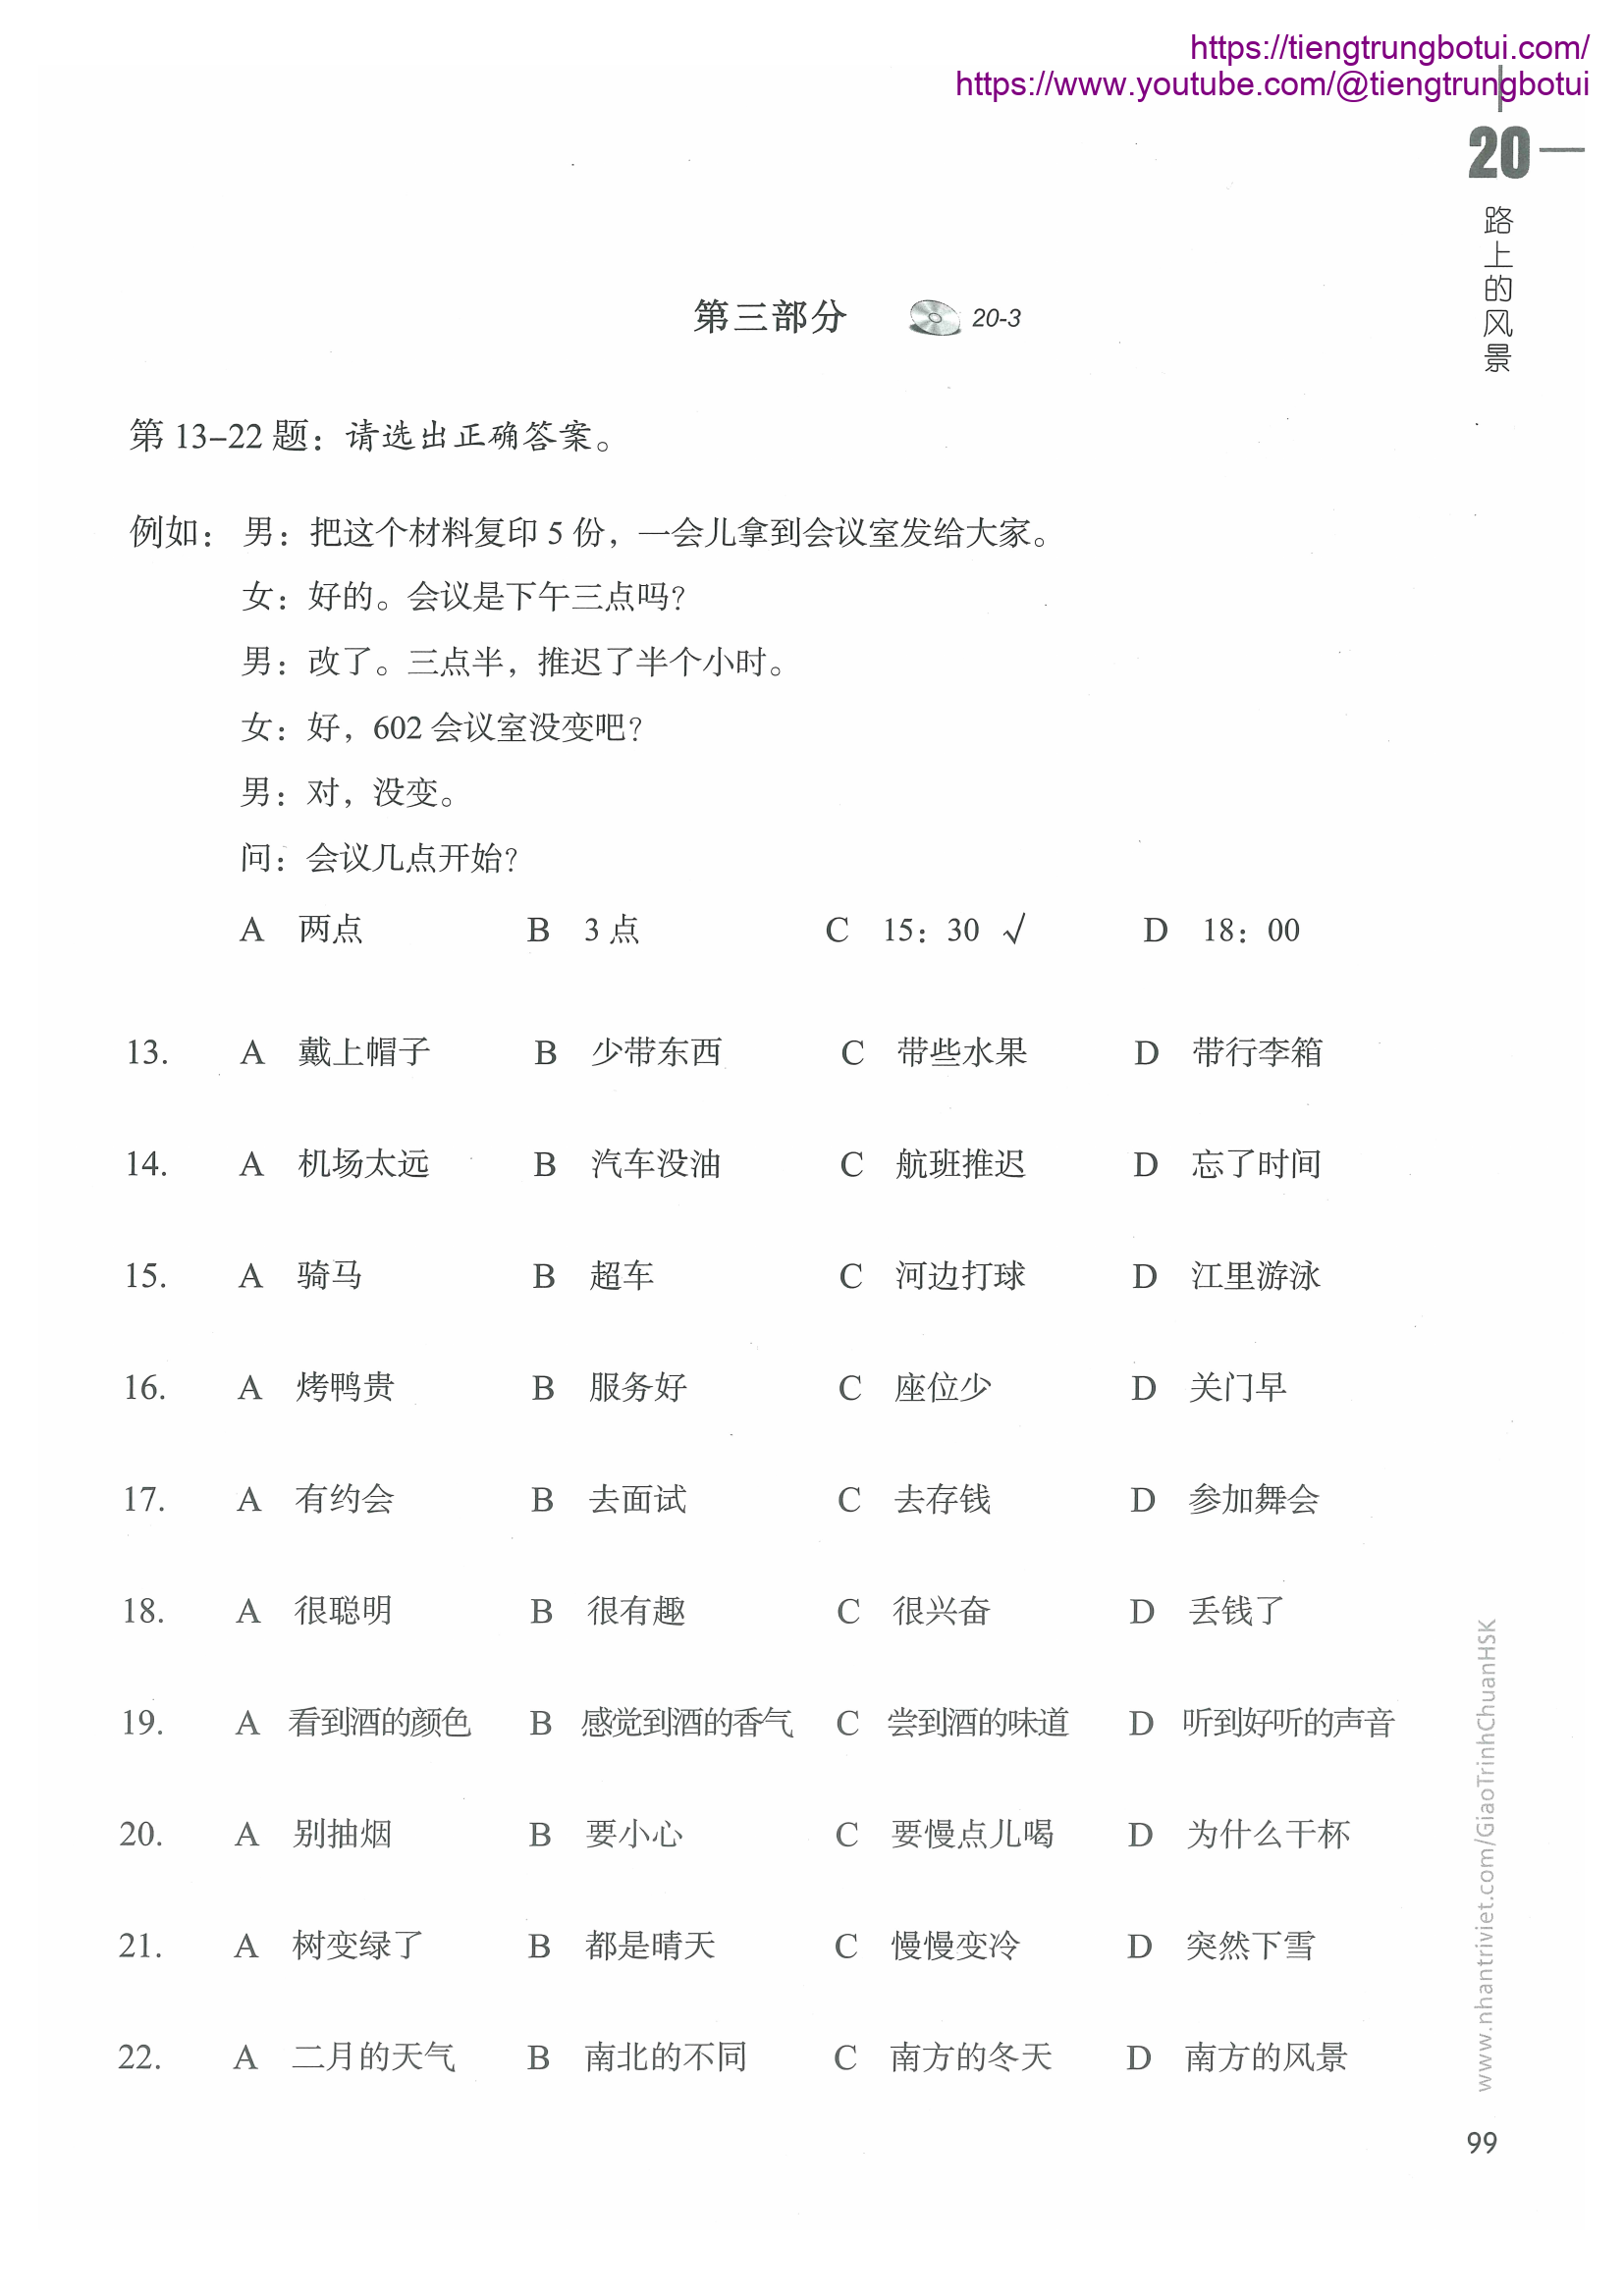 https://tiengtrungbotui.com/
https://www.youtube.com/@tiengtrungbotui
20
路上的风景
第三部分 20-3
第 13–22 题：请选出正确答案。
例如：男：把这个材料复印 5 份，一会儿拿到会议室发给大家。
女：好的。会议是下午三点吗？
男：改了。三点半，推迟了半个小时。
女：好，602 会议室没变吧？
男：对，没变。
问：会议几点开始？
A 两点 B 3 点 C 15：30 √ D 18：00
13. A 戴上帽子 B 少带东西 C 带些水果 D 带行李箱
14. A 机场太远 B 汽车没油 C 航班推迟 D 忘了时间
15. A 骑马 B 超车 C 河边打球 D 江里游泳
16. A 烤鸭贵 B 服务好 C 座位少 D 关门早
17. A 有约会 B 去面试 C 去存钱 D 参加舞会
18. A 很聪明 B 很有趣 C 很兴奋 D 丢钱了
19. A 看到酒的颜色 B 感觉到酒的香气 C 尝到酒的味道 D 听到好听的声音
20. A 别抽烟 B 要小心 C 要慢点儿喝 D 为什么干杯
21. A 树变绿了 B 都是晴天 C 慢慢变冷 D 突然下雪
22. A 二月的天气 B 南北的不同 C 南方的冬天 D 南方的风景
www.nhantriviet.com/GiaoTrinhChuanHSK
99